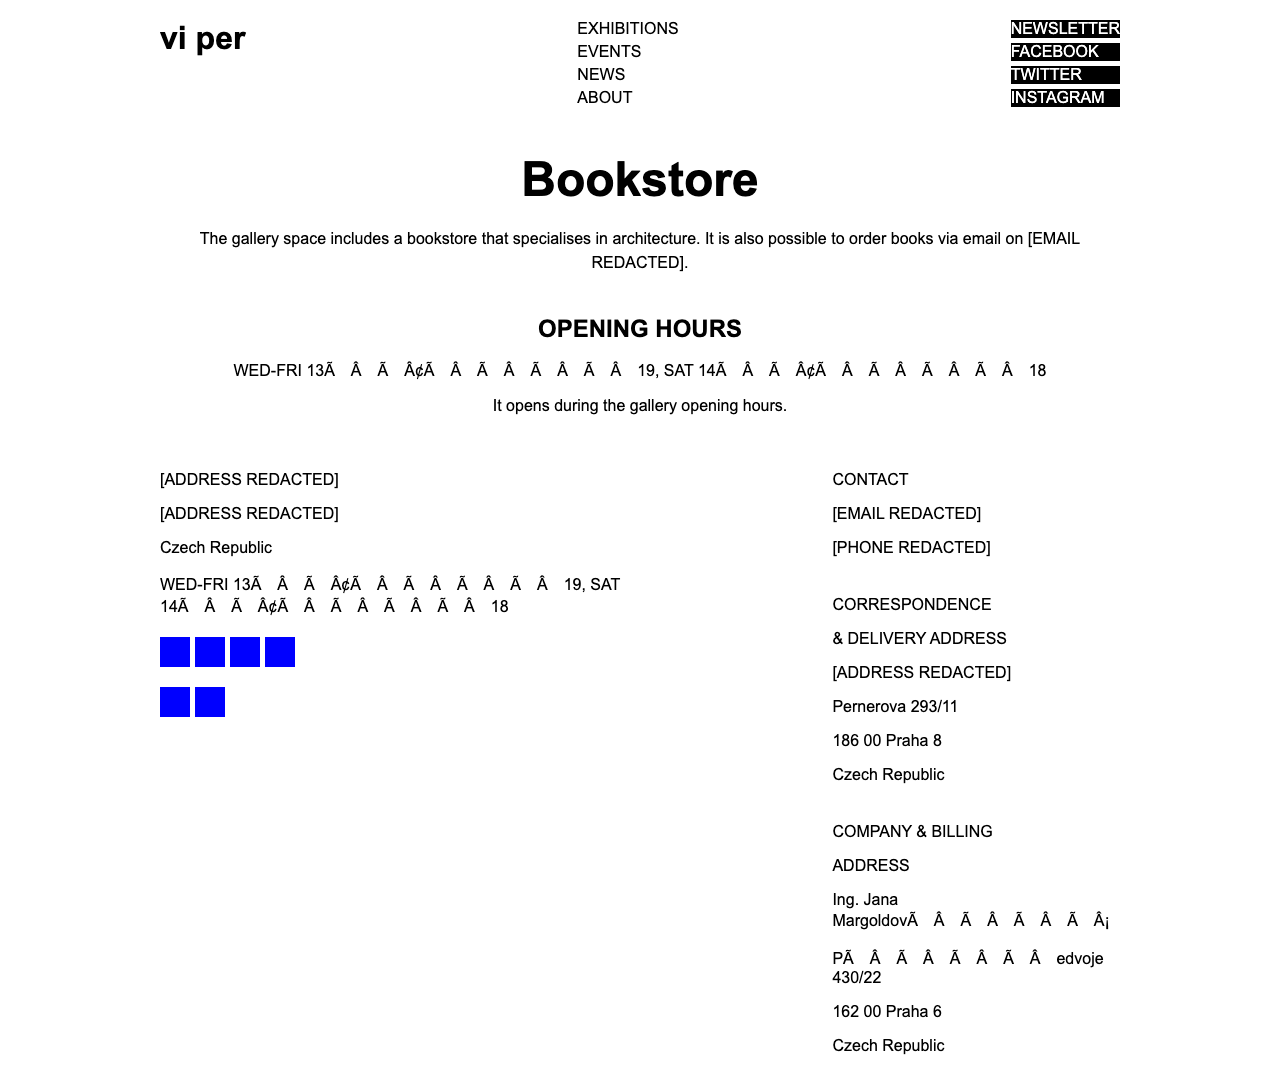 vi per
EXHIBITIONS
EVENTS
NEWS
ABOUT
NEWSLETTER
FACEBOOK
TWITTER
INSTAGRAM
Bookstore
The gallery space includes a bookstore that specialises in architecture. It is also possible to order books via email on [EMAIL
REDACTED].
OPENING HOURS
WED-FRI 13Ã Â Ã Â¢Ã Â Ã Â Ã Â Ã Â 19, SAT 14Ã Â Ã Â¢Ã Â Ã Â Ã Â Ã Â 18
It opens during the gallery opening hours.
[ADDRESS REDACTED]
[ADDRESS REDACTED]
Czech Republic
WED-FRI 13Ã Â Ã Â¢Ã Â Ã Â Ã Â Ã Â 19, SAT
14Ã Â Ã Â¢Ã Â Ã Â Ã Â Ã Â 18
CONTACT
[EMAIL REDACTED]
[PHONE REDACTED]
CORRESPONDENCE
& DELIVERY ADDRESS
[ADDRESS REDACTED]
Pernerova 293/11
186 00 Praha 8
Czech Republic
COMPANY & BILLING
ADDRESS
Ing. Jana
MargoldovÃ Â Ã Â Ã Â Ã Â¡
PÃ Â Ã Â Ã Â Ã Â edvoje
430/22
162 00 Praha 6
Czech Republic